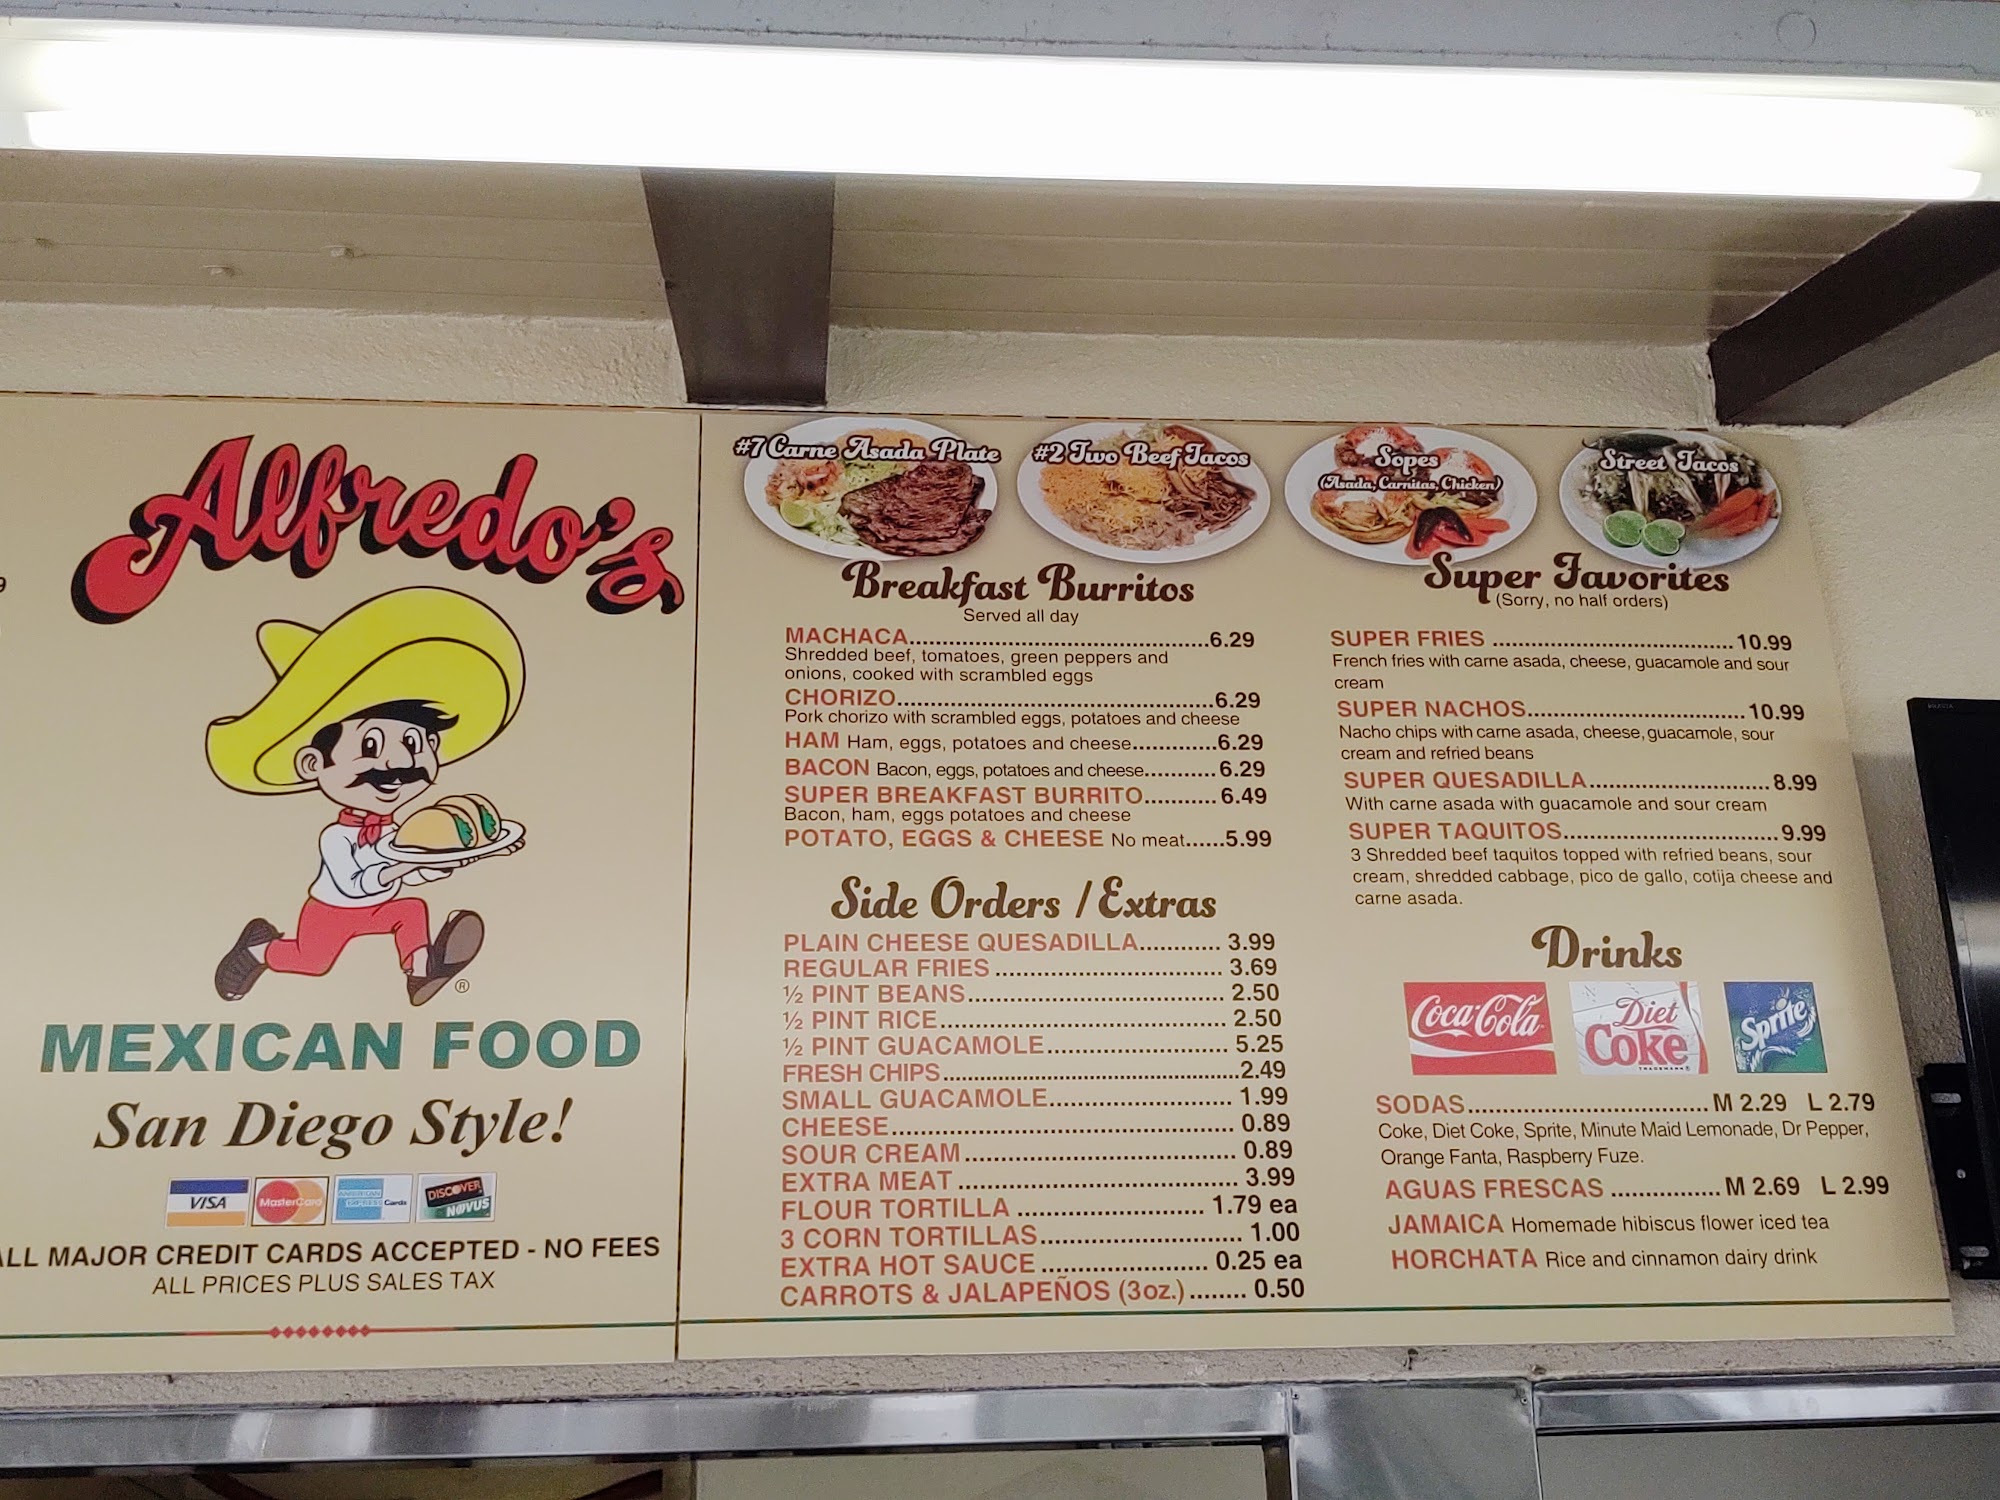 Alfredo's
®
MEXICAN FOOD
San Diego Style!
VISA
MasterCard
AMERICAN EXPRESS Cards
DISCOVER
NOVUS
ALL MAJOR CREDIT CARDS ACCEPTED - NO FEES
ALL PRICES PLUS SALES TAX
#7 Carne Asada Plate
#2 Two Beef Tacos
Sopes
(Asada, Carnitas, Chicken)
Street Tacos
Breakfast Burritos
Served all day
MACHACA.....6.29
Shredded beef, tomatoes, green peppers and
onions, cooked with scrambled eggs
CHORIZO.....6.29
Pork chorizo with scrambled eggs, potatoes and cheese
HAM Ham, eggs, potatoes and cheese.....6.29
BACON Bacon, eggs, potatoes and cheese.....6.29
SUPER BREAKFAST BURRITO.....6.49
Bacon, ham, eggs potatoes and cheese
POTATO, EGGS & CHEESE No meat......5.99
Side Orders / Extras
PLAIN CHEESE QUESADILLA..... 3.99
REGULAR FRIES ..... 3.69
½ PINT BEANS..... 2.50
½ PINT RICE..... 2.50
½ PINT GUACAMOLE..... 5.25
FRESH CHIPS.....2.49
SMALL GUACAMOLE..... 1.99
CHEESE..... 0.89
SOUR CREAM..... 0.89
EXTRA MEAT ..... 3.99
FLOUR TORTILLA ..... 1.79 ea
3 CORN TORTILLAS..... 1.00
EXTRA HOT SAUCE ..... 0.25 ea
CARROTS & JALAPEÑOS (3oz.)........ 0.50
Super Favorites
(Sorry, no half orders)
SUPER FRIES ..... 10.99
French fries with carne asada, cheese, guacamole and sour
cream
SUPER NACHOS..... 10.99
Nacho chips with carne asada, cheese, guacamole, sour
cream and refried beans
SUPER QUESADILLA..... 8.99
With carne asada with guacamole and sour cream
SUPER TAQUITOS..... 9.99
3 Shredded beef taquitos topped with refried beans, sour
cream, shredded cabbage, pico de gallo, cotija cheese and
carne asada.
Drinks
Coca-Cola
Diet Coke
TRADEMARK ®
Sprite
SODAS..... M 2.29 L 2.79
Coke, Diet Coke, Sprite, Minute Maid Lemonade, Dr Pepper,
Orange Fanta, Raspberry Fuze.
AGUAS FRESCAS ..... M 2.69 L 2.99
JAMAICA Homemade hibiscus flower iced tea
HORCHATA Rice and cinnamon dairy drink